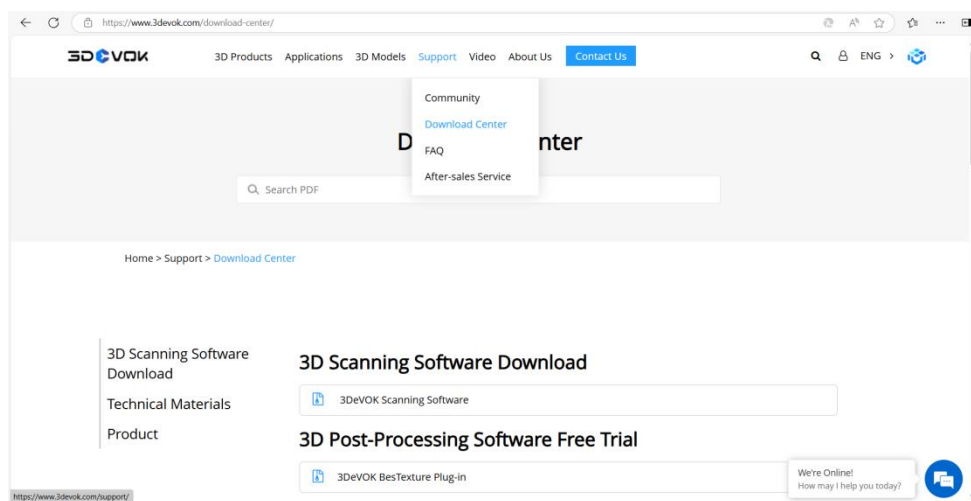 https://www.3devok.com/download-center/
3DEVOK
3D Products Applications 3D Models Support Video About Us Contact Us
ENG >
Community
Download Center
FAQ
After-sales Service
D nter
Search PDF
Home > Support > Download Center
3D Scanning Software
Download
Technical Materials
Product
3D Scanning Software Download
3DeVOK Scanning Software
3D Post-Processing Software Free Trial
3DeVOK BesTexture Plug-in
We're Online!
How may I help you today?
https://www.3devok.com/support/